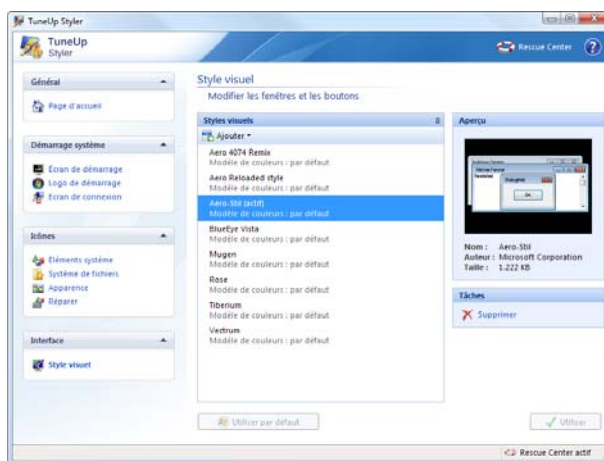 TuneUp Styler
TuneUp
Styler
Rescue Center
Général
Page d'accueil
Démarrage système
Ecran de démarrage
Logo de démarrage
Ecran de connexion
Icônes
Eléments système
Système de fichiers
Apparence
Réparer
Interface
Style visuel
Style visuel
Modifier les fenêtres et les boutons
Styles visuels 8
Ajouter
Aero 4074 Remix
Modèle de couleurs : par défaut
Aero Reloaded style
Modèle de couleurs : par défaut
Aero-Stil (actif)
Modèle de couleurs : par défaut
BlueEye Vista
Modèle de couleurs : par défaut
Mugen
Modèle de couleurs : par défaut
Rose
Modèle de couleurs : par défaut
Tiberium
Modèle de couleurs : par défaut
Vectrum
Modèle de couleurs : par défaut
Aperçu
Nom : Aero-Stil
Auteur : Microsoft Corporation
Taille : 1.222 KB
Tâches
Supprimer
Utiliser par défaut
Utiliser
Rescue Center actif